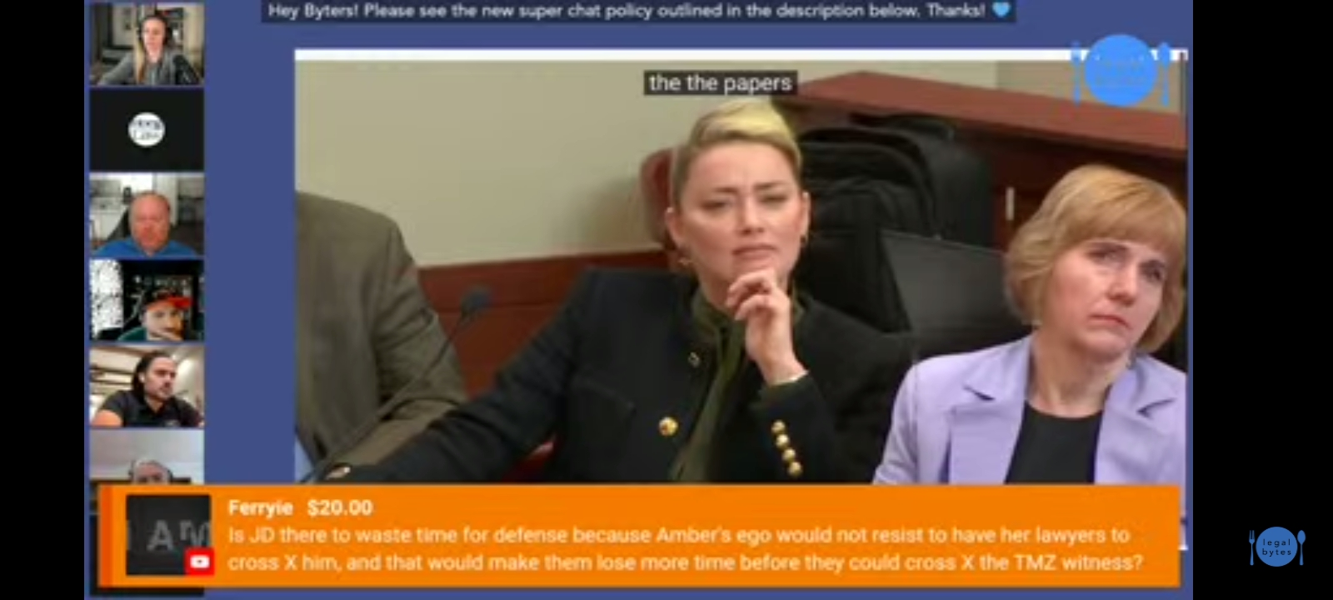 Hey Byters! Please see the new super chat policy outlined in the description below. Thanks! 💙
the the papers
Ferryie $20.00
Is JD there to waste time for defense because Amber's ego would not resist to have her lawyers to
cross X him, and that would make them lose more time before they could cross X the TMZ witness?
legal
bytes